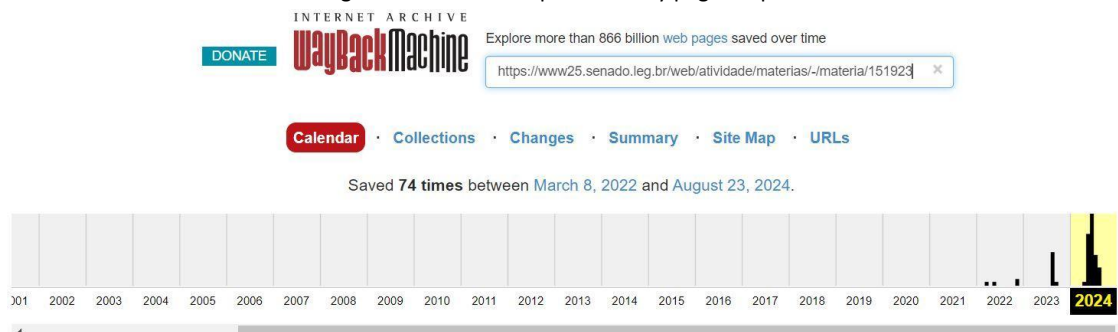 INTERNET ARCHIVE
WayBackMachine
DONATE
Explore more than 866 billion web pages saved over time
https://www25.senado.leg.br/web/atividade/materias/-/materia/151923 ×
Calendar · Collections · Changes · Summary · Site Map · URLs
Saved 74 times between March 8, 2022 and August 23, 2024.
001 2002 2003 2004 2005 2006 2007 2008 2009 2010 2011 2012 2013 2014 2015 2016 2017 2018 2019 2020 2021 2022 2023 2024